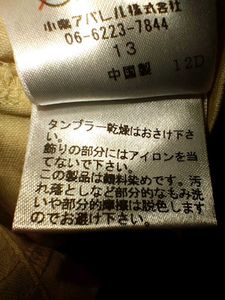 小泉アパレル株式会社
06-6223-7844
13
中国製 12D
タンブラー乾燥はおさけ下さ
い。
飾りの部分にはアイロンを当
てないで下さい。
この製品は顔料染めです。汚
れ落としなど部分的なもみ洗
いや部分的摩擦は脱色します
のでお避け下さい。